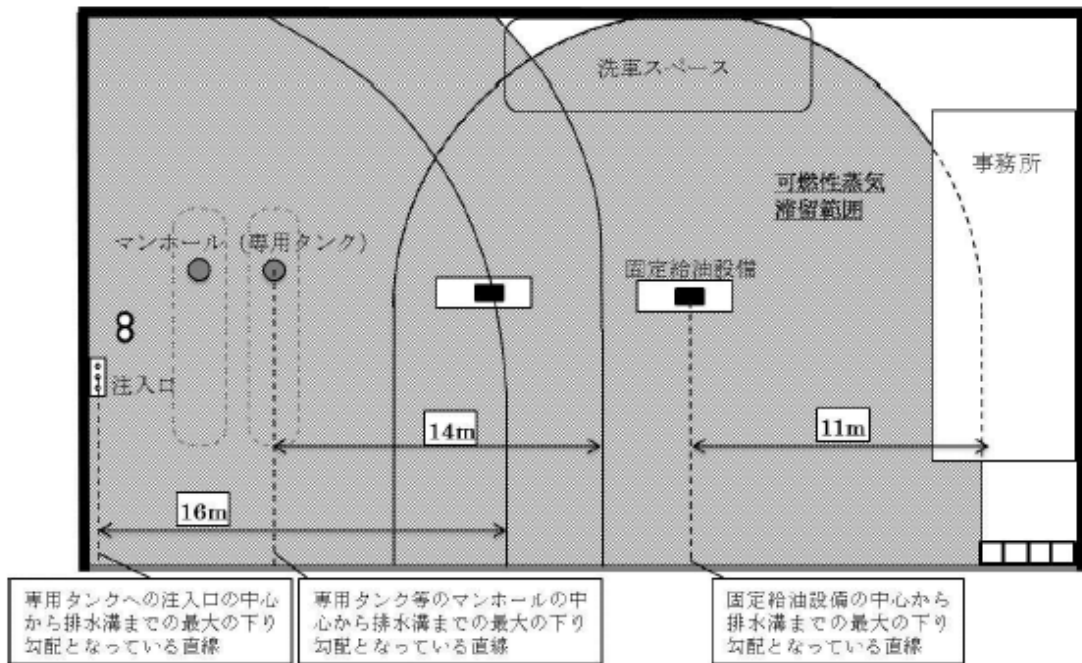 洗車スペース
事務所
可燃性蒸気
滞留範囲
マンホール（専用タンク）
固定給油設備
注入口
14m
11m
16m
専用タンクへの注入口の中心
から排水溝までの最大の下り
勾配となっている直線
専用タンク等のマンホールの中
心から排水溝までの最大の下り
勾配となっている直線
固定給油設備の中心から
排水溝までの最大の下り
勾配となっている直線